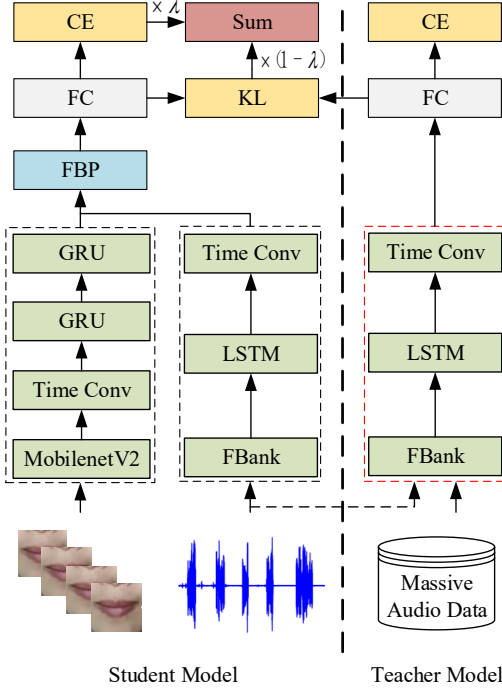 CE
× λ
Sum
CE
× (1 − λ)
FC
KL
FC
FBP
GRU
Time Conv
Time Conv
GRU
LSTM
LSTM
Time Conv
MobilenetV2
FBank
FBank
Massive
Audio Data
Student Model
Teacher Model